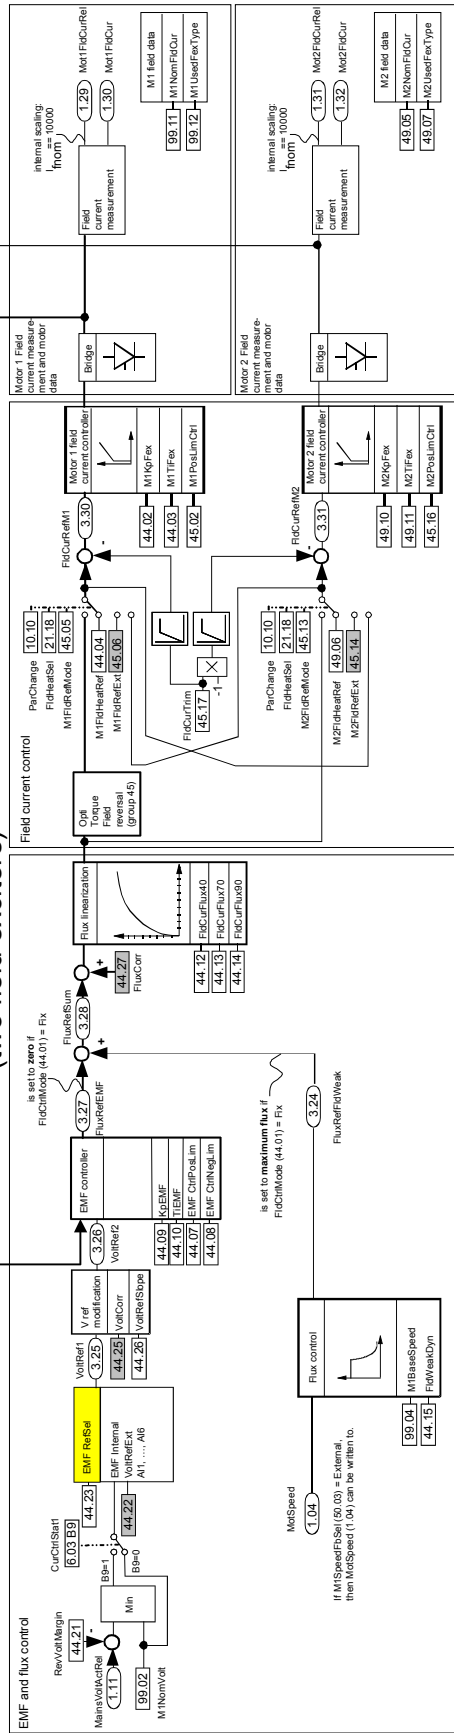 EMF and flux control
RevVoltMargin
44.21
-
MainsVoltActRel
1.11
99.02
M1NomVolt
Min
CurCtrlStat1
6.03 B9
B9=1
B9=0
44.23
EMF RefSel
EMF Internal
VoltRefExt
AI1, ..., AI6
44.22
VoltRef1
3.25
V ref
modification
44.25
VoltCorr
44.26
VoltRefSlope
3.26
VoltRef2
EMF controller
44.09
KpEMF
44.10
TiEMF
44.07
EMF CtrlPosLim
44.08
EMF CtrlNegLim
is set to zero if
FldCtrlMode (44.01) = Fix
3.27
FluxRefEMF
+
FluxRefSum
3.28
+
44.27
FluxCorr
Flux linearization
44.12
FldCurFlux40
44.13
FldCurFlux70
44.14
FldCurFlux90
MotSpeed
1.04
If M1SpeedFbSel (50.03) = External,
then MotSpeed (1.04) can be written to.
Flux control
99.04
M1BaseSpeed
44.15
FldWeakDyn
is set to maximum flux if
FldCtrlMode (44.01) = Fix
3.24
FluxRefFldWeak
Field current control
Opti
Torque
Field
reversal
(group 45)
ParChange
10.10
FldHeatSel
21.18
M1FldRefMode
45.05
M1FldHeatRef
44.04
M1FldRefExt
45.06
FldCurTrim
45.17
-1
X
ParChange
10.10
FldHeatSel
21.18
M2FldRefMode
45.13
M2FldHeatRef
49.06
M2FldRefExt
45.14
FldCurRefM1
3.30
-
Motor 1 field
current controller
44.02
M1KpFex
44.03
M1TiFex
45.02
M1PosLimCtrl
FldCurRefM2
3.31
-
Motor 2 field
current controller
49.10
M2KpFex
49.11
M2TiFex
45.16
M2PosLimCtrl
Motor 1 Field
current measure-
ment and motor
data
Bridge
Field
current
measurement
internal scaling:
I fnom == 10000
1.29
Mot1FldCurRel
1.30
Mot1FldCur
M1 field data
99.11
M1NomFldCur
99.12
M1UsedFexType
Motor 2 Field
current measure-
ment and motor
data
Bridge
Field
current
measurement
internal scaling:
I fnom == 10000
1.31
Mot2FldCurRel
1.32
Mot2FldCur
M2 field data
49.05
M2NomFldCur
49.07
M2UsedFexType